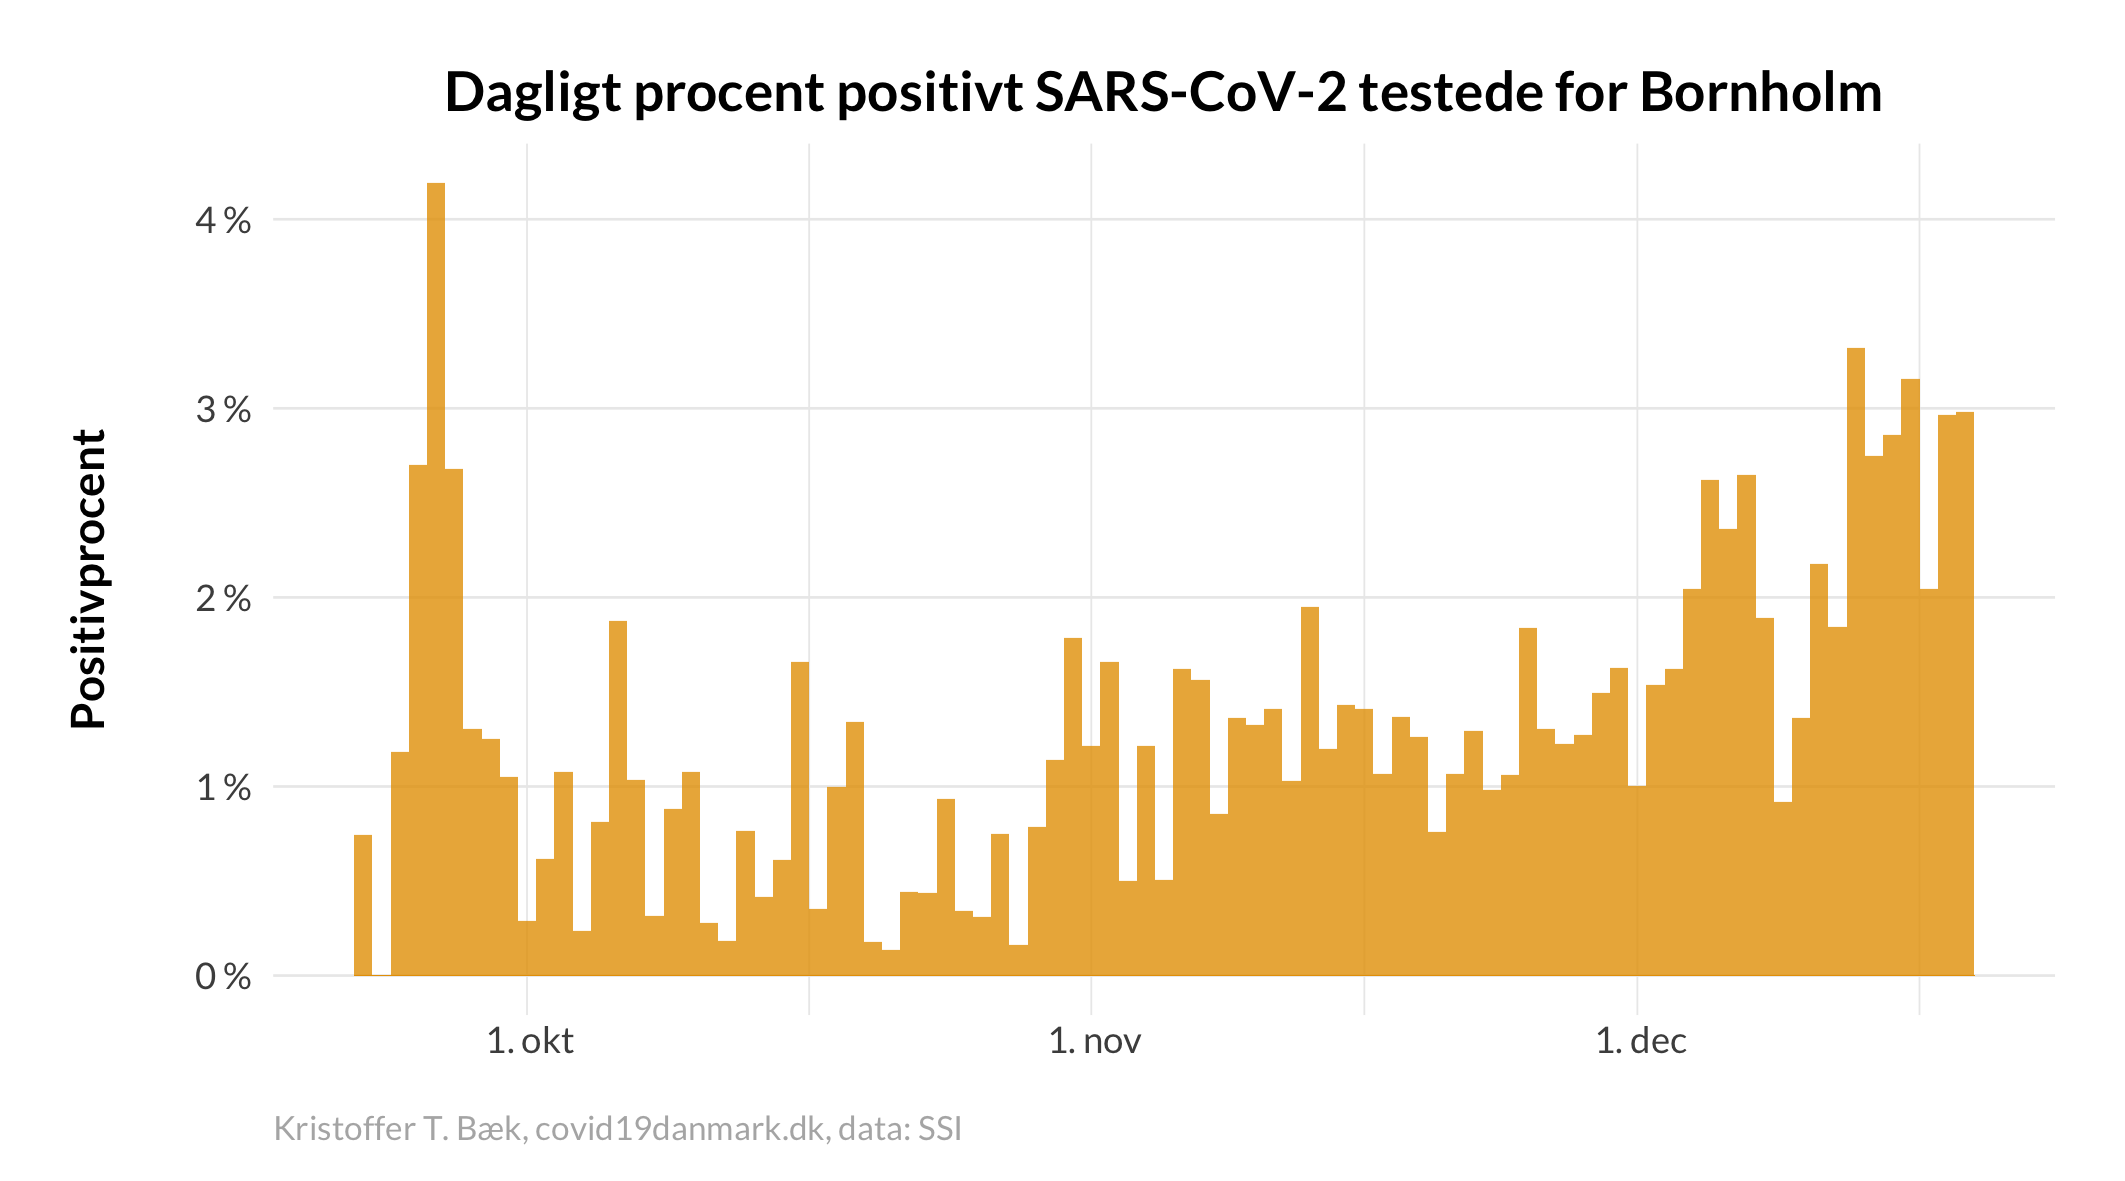 Dagligt procent positivt SARS-CoV-2 testede for Bornholm
Positivprocent
4 %
3 %
2 %
1 %
0 %
1. okt
1. nov
1. dec
Kristoffer T. Bæk, covid19danmark.dk, data: SSI